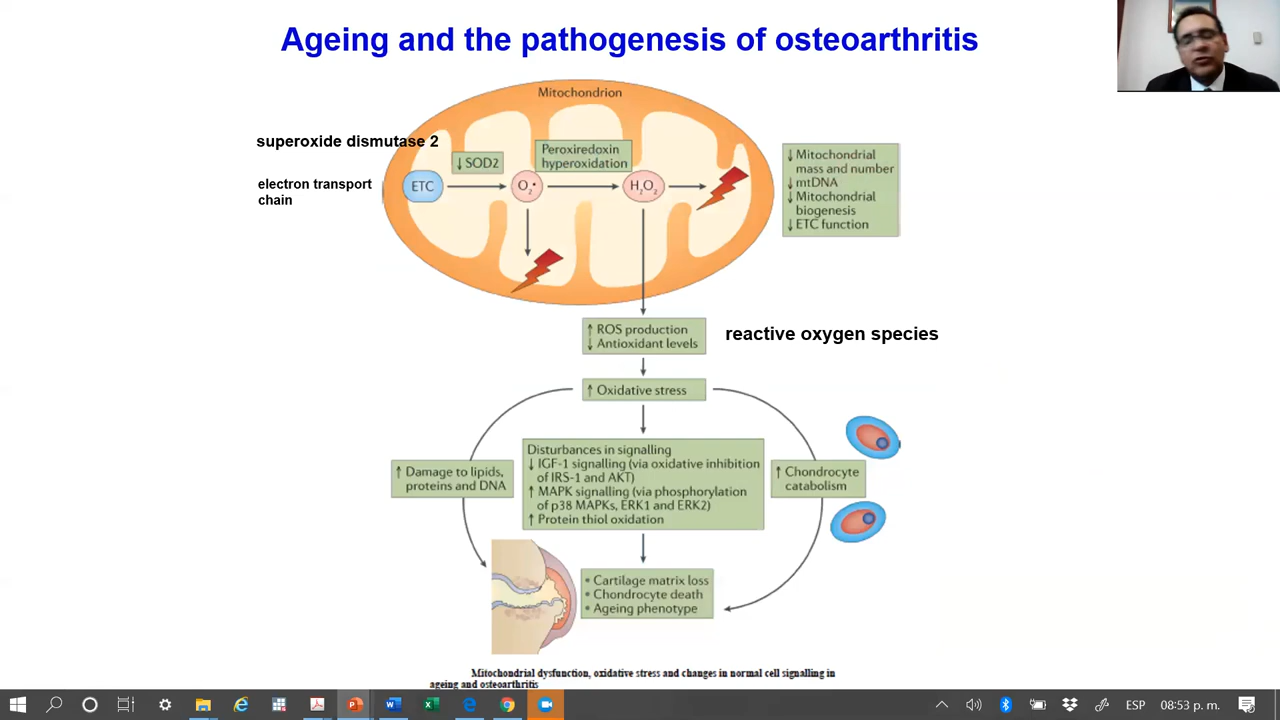 Ageing and the pathogenesis of osteoarthritis
Mitochondrion
superoxide dismutase 2
↓ SOD2
Peroxiredoxin
hyperoxidation
electron transport
chain
ETC
O₂•
H₂O₂
↓ Mitochondrial
mass and number
↓ mtDNA
↓ Mitochondrial
biogenesis
↓ ETC function
↑ ROS production
↓ Antioxidant levels
reactive oxygen species
↑ Oxidative stress
↑ Damage to lipids,
proteins and DNA
Disturbances in signalling
↓ IGF-1 signalling (via oxidative inhibition
of IRS-1 and AKT)
↑ MAPK signalling (via phosphorylation
of p38 MAPKs, ERK1 and ERK2)
↑ Protein thiol oxidation
↑ Chondrocyte
catabolism
• Cartilage matrix loss
• Chondrocyte death
• Ageing phenotype
Mitochondrial dysfunction, oxidative stress and changes in normal cell signalling in
ageing and osteoarthritis
ESP
08:53 p. m.